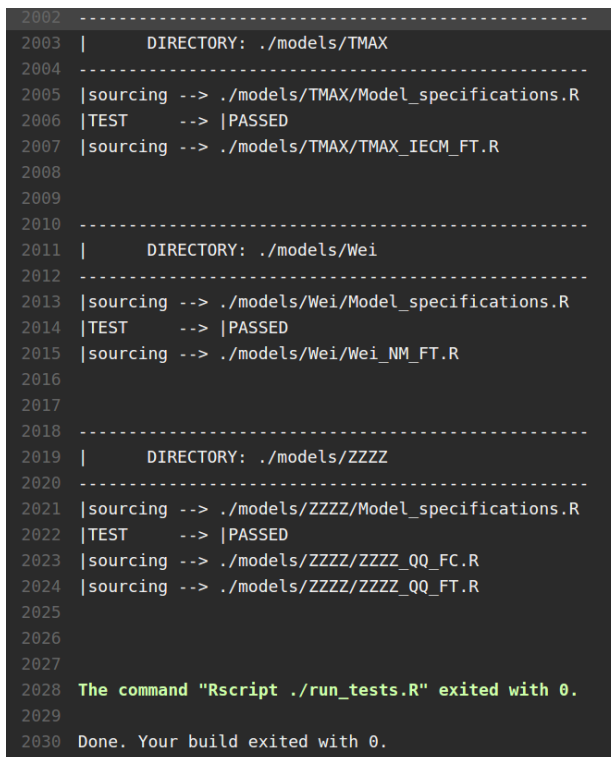 2002 ---------------------------------------------------
2003 |      DIRECTORY: ./models/TMAX
2004 ---------------------------------------------------
2005 |sourcing --> ./models/TMAX/Model_specifications.R
2006 |TEST     --> |PASSED
2007 |sourcing --> ./models/TMAX/TMAX_IECM_FT.R
2008
2009
2010 ---------------------------------------------------
2011 |      DIRECTORY: ./models/Wei
2012 ---------------------------------------------------
2013 |sourcing --> ./models/Wei/Model_specifications.R
2014 |TEST     --> |PASSED
2015 |sourcing --> ./models/Wei/Wei_NM_FT.R
2016
2017
2018 ---------------------------------------------------
2019 |      DIRECTORY: ./models/ZZZZ
2020 ---------------------------------------------------
2021 |sourcing --> ./models/ZZZZ/Model_specifications.R
2022 |TEST     --> |PASSED
2023 |sourcing --> ./models/ZZZZ/ZZZZ_QQ_FC.R
2024 |sourcing --> ./models/ZZZZ/ZZZZ_QQ_FT.R
2025
2026
2027
2028 The command "Rscript ./run_tests.R" exited with 0.
2029
2030 Done. Your build exited with 0.